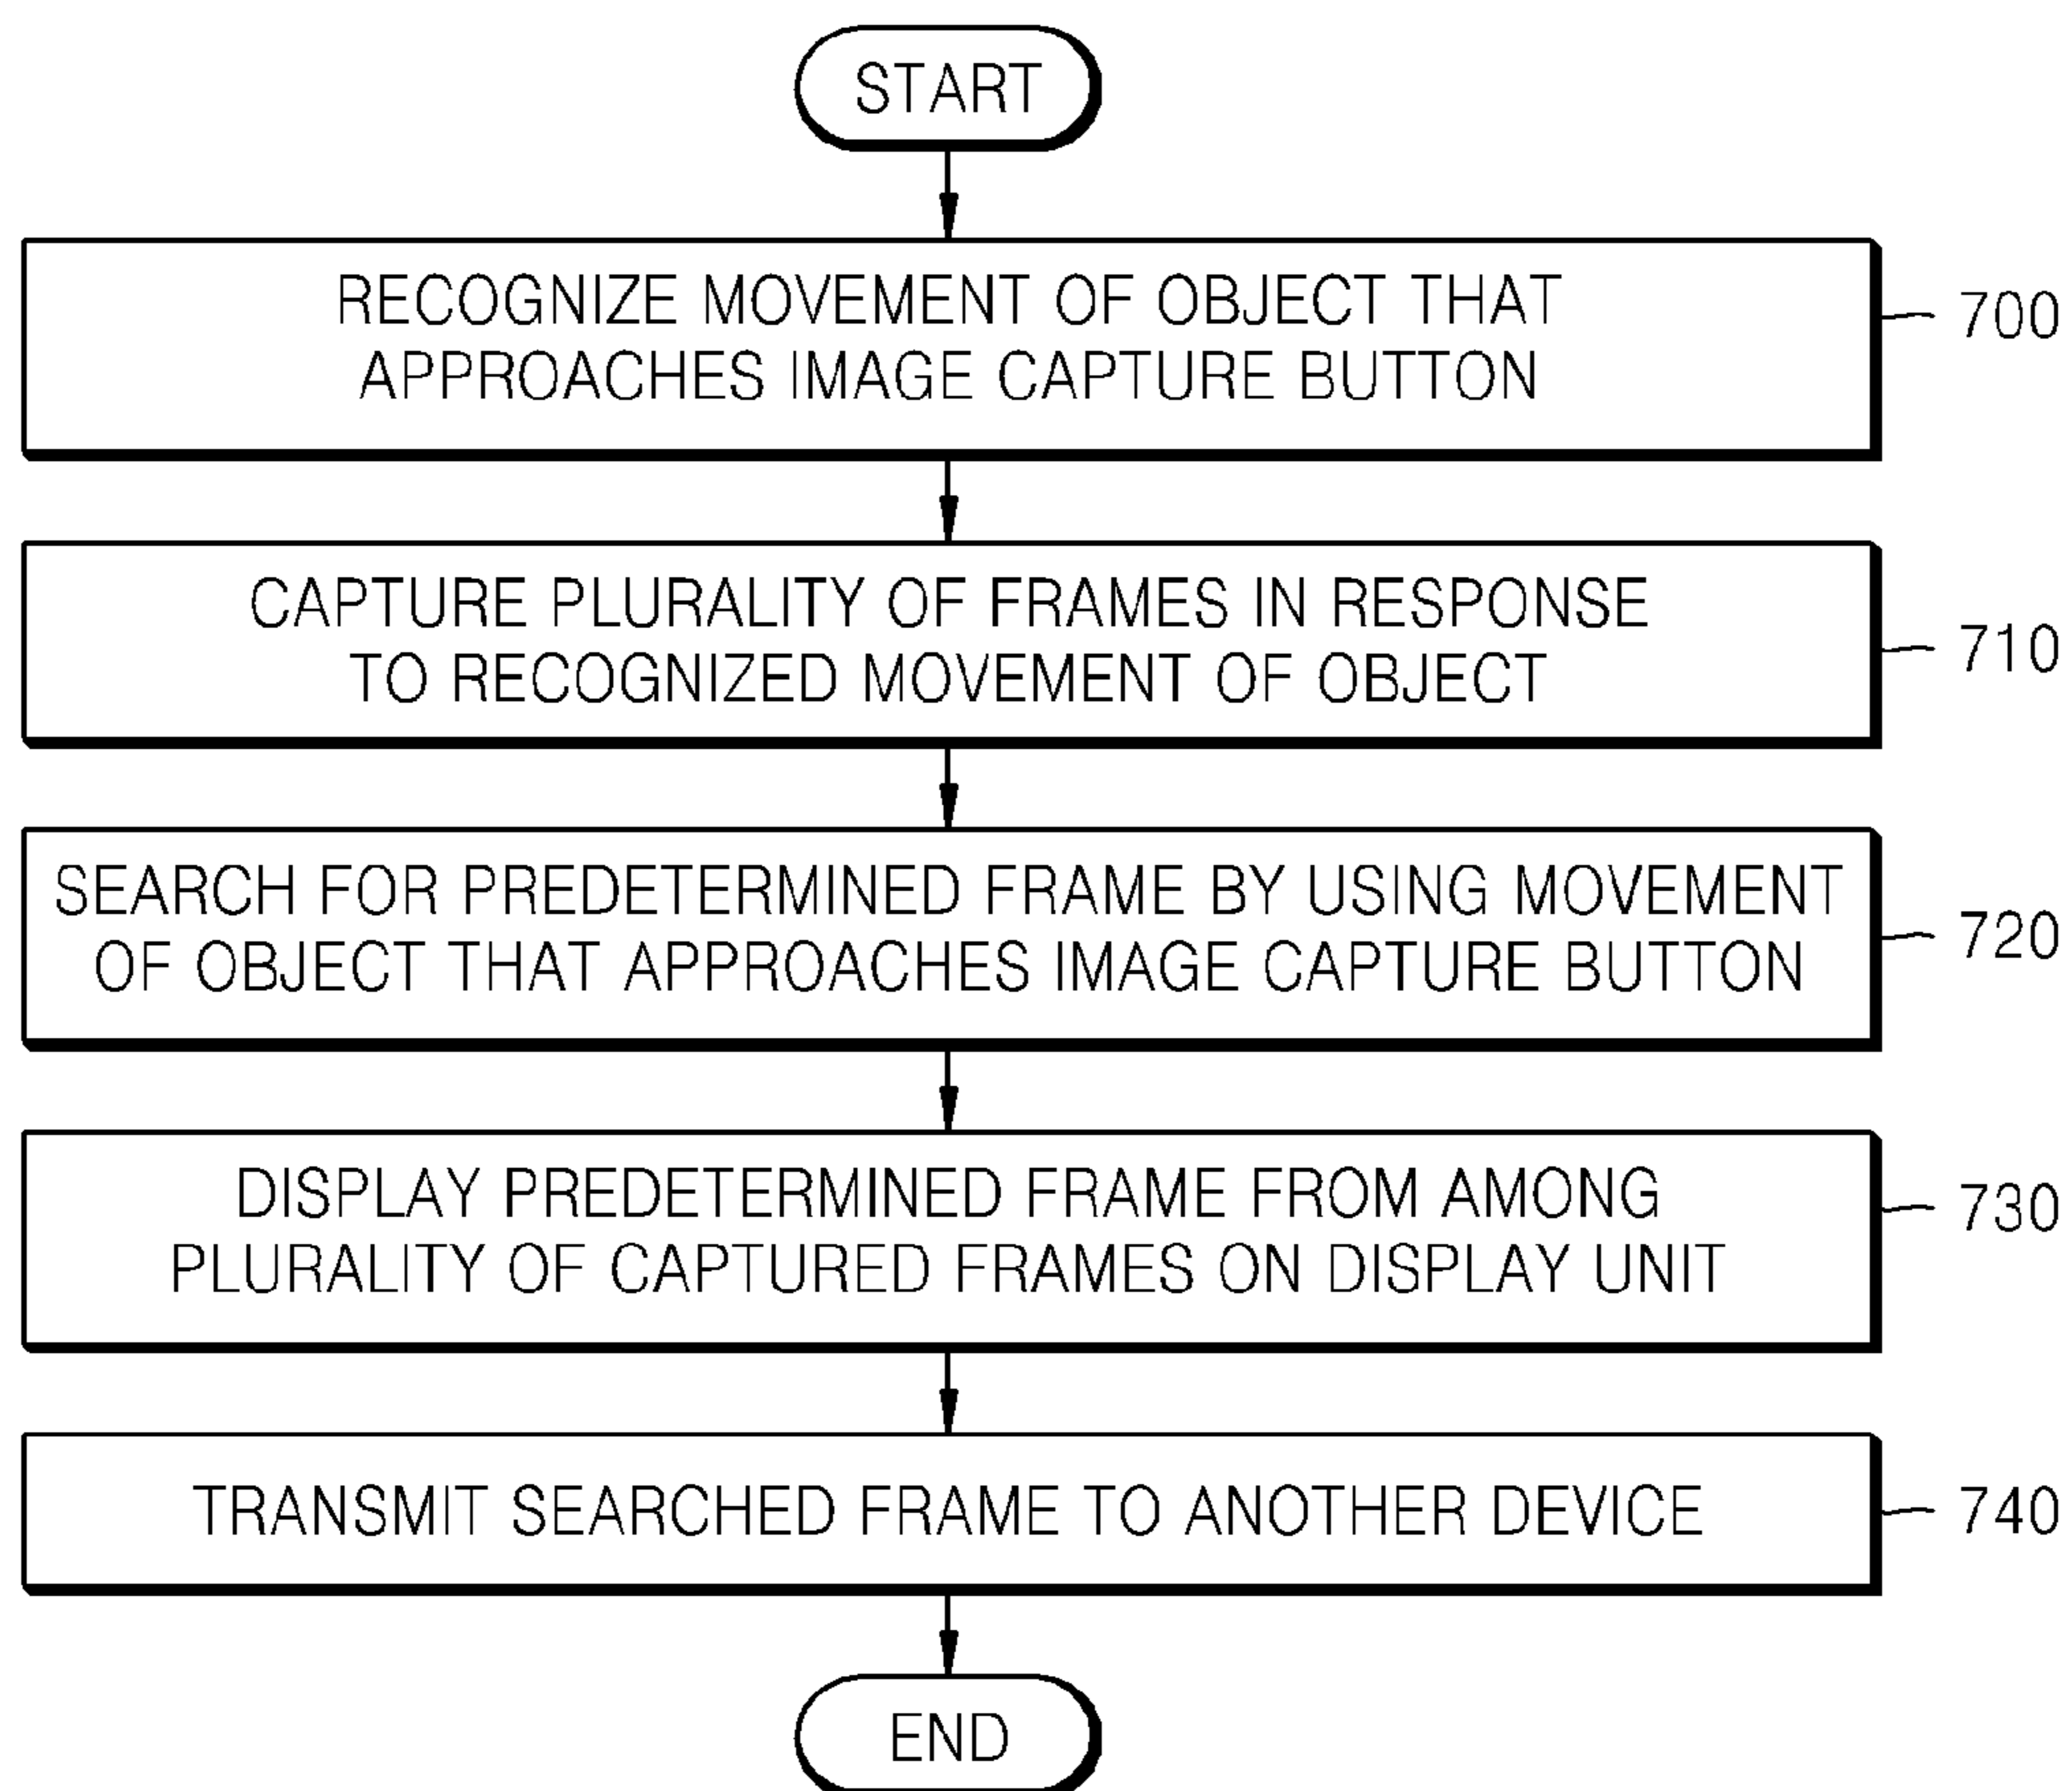 START
RECOGNIZE MOVEMENT OF OBJECT THAT
APPROACHES IMAGE CAPTURE BUTTON
700
CAPTURE PLURALITY OF FRAMES IN RESPONSE
TO RECOGNIZED MOVEMENT OF OBJECT
710
SEARCH FOR PREDETERMINED FRAME BY USING MOVEMENT
OF OBJECT THAT APPROACHES IMAGE CAPTURE BUTTON
720
DISPLAY PREDETERMINED FRAME FROM AMONG
PLURALITY OF CAPTURED FRAMES ON DISPLAY UNIT
730
TRANSMIT SEARCHED FRAME TO ANOTHER DEVICE
740
END